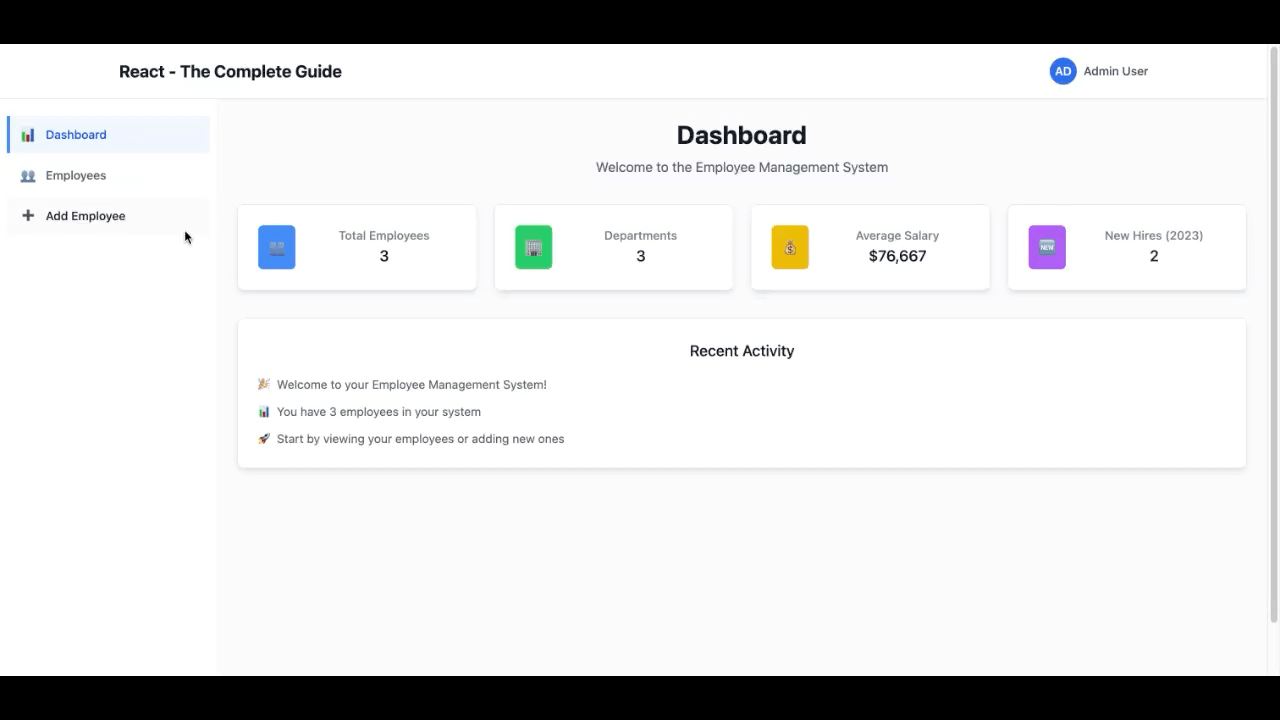 React - The Complete Guide
AD Admin User
Dashboard
Employees
Add Employee
Dashboard
Welcome to the Employee Management System
Total Employees
3
Departments
3
Average Salary
$76,667
NEW
New Hires (2023)
2
Recent Activity
Welcome to your Employee Management System!
You have 3 employees in your system
Start by viewing your employees or adding new ones